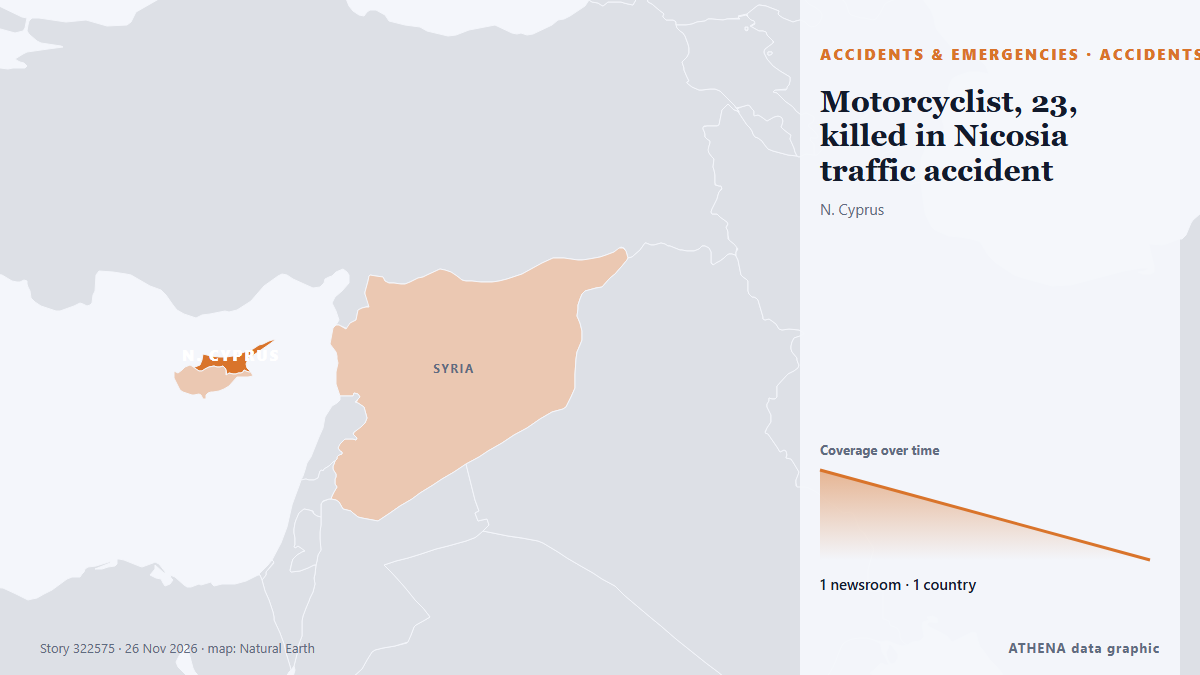 ACCIDENTS & EMERGENCIES · ACCIDENTS
Motorcyclist, 23,
killed in Nicosia
traffic accident
N. Cyprus
N. CYPRUS
SYRIA
Coverage over time
1 newsroom · 1 country
Story 322575 · 26 Nov 2026 · map: Natural Earth
ATHENA data graphic